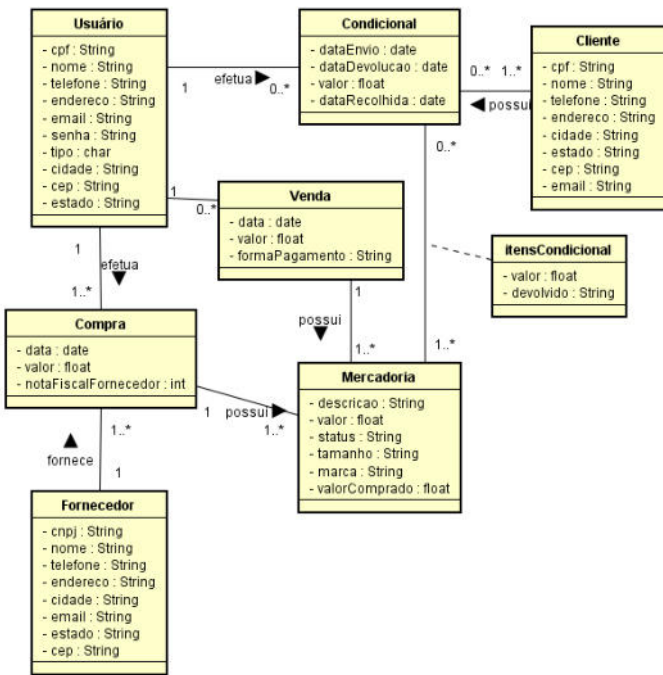 Usuário
- cpf : String
- nome : String
- telefone : String
- endereco : String
- email : String
- senha : String
- tipo : char
- cidade : String
- cep : String
- estado : String
Condicional
- dataEnvio : date
- dataDevolucao : date
- valor : float
- dataRecolhida : date
Cliente
- cpf : String
- nome : String
- telefone : String
- endereco : String
- cidade : String
- estado : String
- cep : String
- email : String
1
efetua
0..*
0..*
1..*
possui
0..*
1..*
1
0..*
Venda
- data : date
- valor : float
- formaPagamento : String
itensCondicional
- valor : float
- devolvido : String
1
efetua
1..*
1
possui
1..*
Compra
- data : date
- valor : float
- notaFiscalFornecedor : int
1
possui
1..*
Mercadoria
- descricao : String
- valor : float
- status : String
- tamanho : String
- marca : String
- valorComprado : float
1..*
fornece
1
Fornecedor
- cnpj : String
- nome : String
- telefone : String
- endereco : String
- cidade : String
- email : String
- estado : String
- cep : String